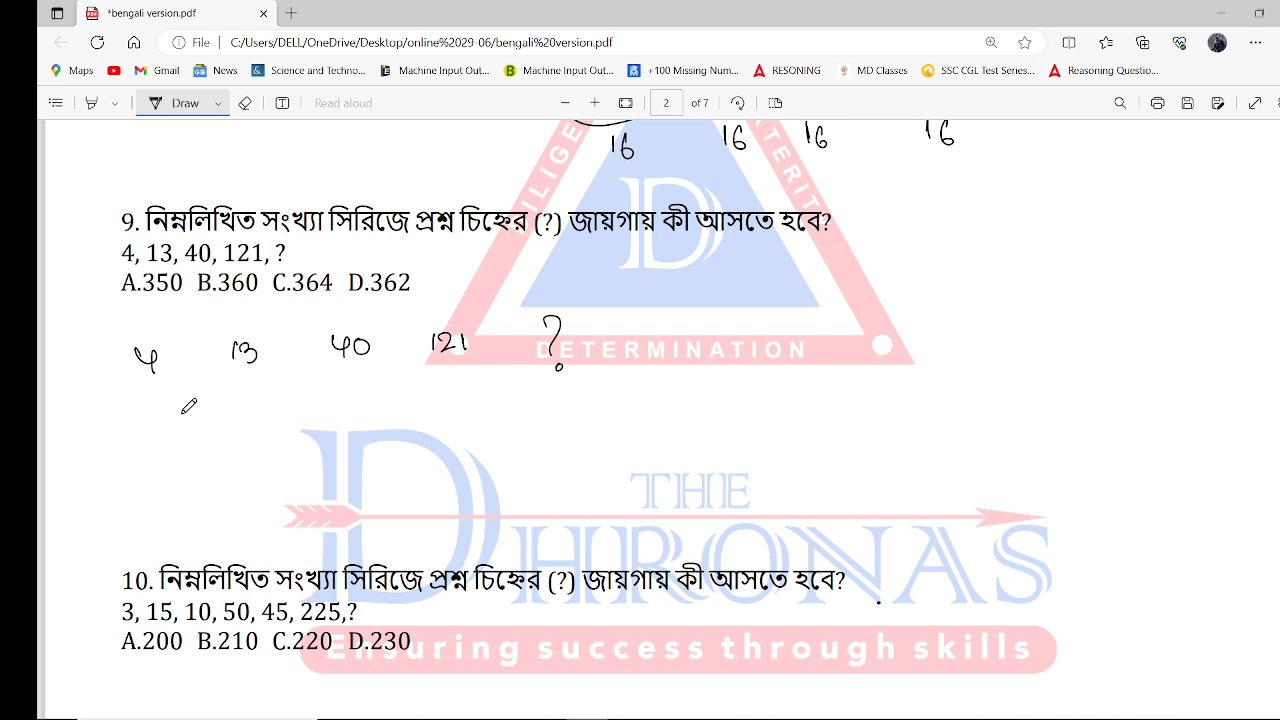 *bengali version.pdf
File C:/Users/DELL/OneDrive/Desktop/online%2029-06/bengali%20version.pdf
Maps Gmail News Science and Techno... Machine Input Out... Machine Input Out... +100 Missing Num... RESONING MD Classes SSC CGL Test Series... Reasoning Questio...
Draw Read aloud 2 of 7
16 16 16 16
9. নিম্নলিখিত সংখ্যা সিরিজে প্রশ্ন চিহ্নের (?) জায়গায় কী আসতে হবে?
4, 13, 40, 121, ?
A.350 B.360 C.364 D.362
4 13 40 121 ?
D
DETERMINATION
THE
DHRONAS
10. নিম্নলিখিত সংখ্যা সিরিজে প্রশ্ন চিহ্নের (?) জায়গায় কী আসতে হবে?
3, 15, 10, 50, 45, 225,?
A.200 B.210 C.220 D.230
Ensuring success through skills